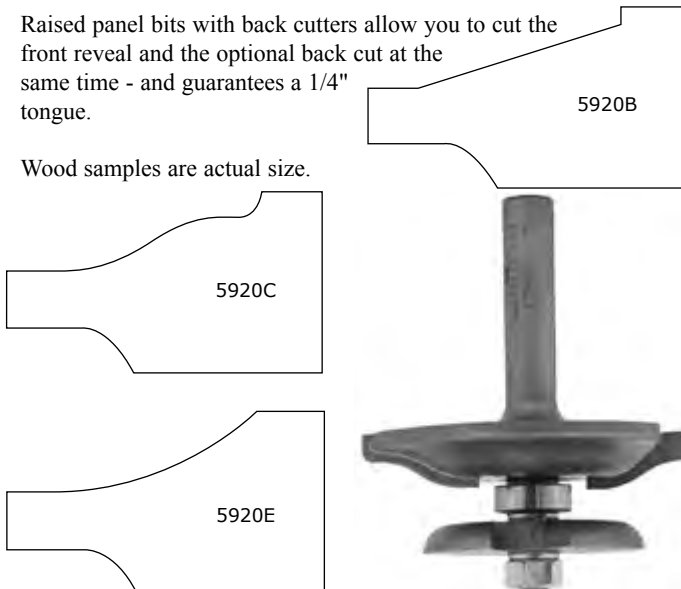 Raised panel bits with back cutters allow you to cut the
front reveal and the optional back cut at the
same time - and guarantees a 1/4"
tongue.
5920B
Wood samples are actual size.
5920C
5920E